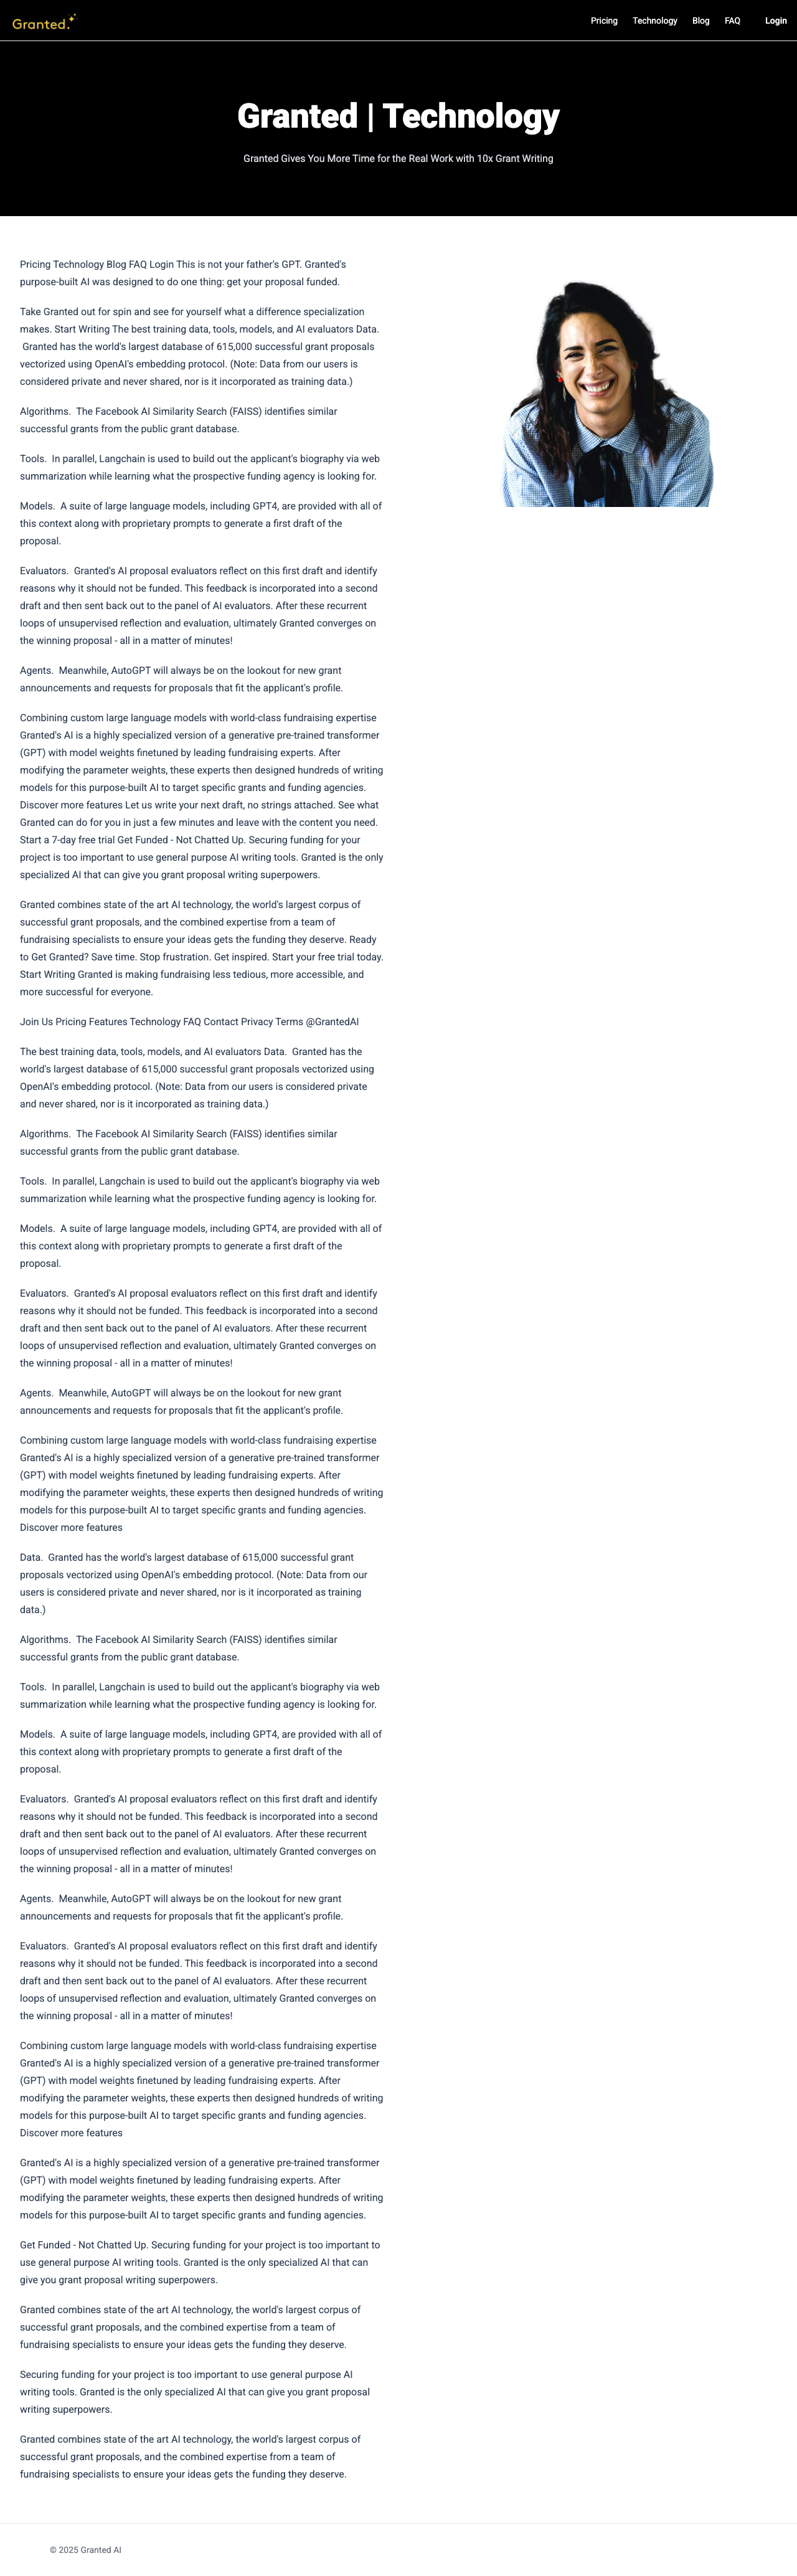 Granted.
Pricing Technology Blog FAQ Login
Granted | Technology
Granted Gives You More Time for the Real Work with 10x Grant Writing
Pricing Technology Blog FAQ Login This is not your father's GPT. Granted's
purpose-built AI was designed to do one thing: get your proposal funded.
Take Granted out for spin and see for yourself what a difference specialization
makes. Start Writing The best training data, tools, models, and AI evaluators Data.
Granted has the world's largest database of 615,000 successful grant proposals
vectorized using OpenAI's embedding protocol. (Note: Data from our users is
considered private and never shared, nor is it incorporated as training data.)
Algorithms.  The Facebook AI Similarity Search (FAISS) identifies similar
successful grants from the public grant database.
Tools.  In parallel, Langchain is used to build out the applicant's biography via web
summarization while learning what the prospective funding agency is looking for.
Models.  A suite of large language models, including GPT4, are provided with all of
this context along with proprietary prompts to generate a first draft of the
proposal.
Evaluators.  Granted's AI proposal evaluators reflect on this first draft and identify
reasons why it should not be funded. This feedback is incorporated into a second
draft and then sent back out to the panel of AI evaluators. After these recurrent
loops of unsupervised reflection and evaluation, ultimately Granted converges on
the winning proposal - all in a matter of minutes!
Agents.  Meanwhile, AutoGPT will always be on the lookout for new grant
announcements and requests for proposals that fit the applicant's profile.
Combining custom large language models with world-class fundraising expertise
Granted's AI is a highly specialized version of a generative pre-trained transformer
(GPT) with model weights finetuned by leading fundraising experts. After
modifying the parameter weights, these experts then designed hundreds of writing
models for this purpose-built AI to target specific grants and funding agencies.
Discover more features Let us write your next draft, no strings attached. See what
Granted can do for you in just a few minutes and leave with the content you need.
Start a 7-day free trial Get Funded - Not Chatted Up. Securing funding for your
project is too important to use general purpose AI writing tools. Granted is the only
specialized AI that can give you grant proposal writing superpowers.
Granted combines state of the art AI technology, the world's largest corpus of
successful grant proposals, and the combined expertise from a team of
fundraising specialists to ensure your ideas gets the funding they deserve. Ready
to Get Granted? Save time. Stop frustration. Get inspired. Start your free trial today.
Start Writing Granted is making fundraising less tedious, more accessible, and
more successful for everyone.
Join Us Pricing Features Technology FAQ Contact Privacy Terms @GrantedAI
The best training data, tools, models, and AI evaluators Data.  Granted has the
world's largest database of 615,000 successful grant proposals vectorized using
OpenAI's embedding protocol. (Note: Data from our users is considered private
and never shared, nor is it incorporated as training data.)
Algorithms.  The Facebook AI Similarity Search (FAISS) identifies similar
successful grants from the public grant database.
Tools.  In parallel, Langchain is used to build out the applicant's biography via web
summarization while learning what the prospective funding agency is looking for.
Models.  A suite of large language models, including GPT4, are provided with all of
this context along with proprietary prompts to generate a first draft of the
proposal.
Evaluators.  Granted's AI proposal evaluators reflect on this first draft and identify
reasons why it should not be funded. This feedback is incorporated into a second
draft and then sent back out to the panel of AI evaluators. After these recurrent
loops of unsupervised reflection and evaluation, ultimately Granted converges on
the winning proposal - all in a matter of minutes!
Agents.  Meanwhile, AutoGPT will always be on the lookout for new grant
announcements and requests for proposals that fit the applicant's profile.
Combining custom large language models with world-class fundraising expertise
Granted's AI is a highly specialized version of a generative pre-trained transformer
(GPT) with model weights finetuned by leading fundraising experts. After
modifying the parameter weights, these experts then designed hundreds of writing
models for this purpose-built AI to target specific grants and funding agencies.
Discover more features
Data.  Granted has the world's largest database of 615,000 successful grant
proposals vectorized using OpenAI's embedding protocol. (Note: Data from our
users is considered private and never shared, nor is it incorporated as training
data.)
Algorithms.  The Facebook AI Similarity Search (FAISS) identifies similar
successful grants from the public grant database.
Tools.  In parallel, Langchain is used to build out the applicant's biography via web
summarization while learning what the prospective funding agency is looking for.
Models.  A suite of large language models, including GPT4, are provided with all of
this context along with proprietary prompts to generate a first draft of the
proposal.
Evaluators.  Granted's AI proposal evaluators reflect on this first draft and identify
reasons why it should not be funded. This feedback is incorporated into a second
draft and then sent back out to the panel of AI evaluators. After these recurrent
loops of unsupervised reflection and evaluation, ultimately Granted converges on
the winning proposal - all in a matter of minutes!
Agents.  Meanwhile, AutoGPT will always be on the lookout for new grant
announcements and requests for proposals that fit the applicant's profile.
Evaluators.  Granted's AI proposal evaluators reflect on this first draft and identify
reasons why it should not be funded. This feedback is incorporated into a second
draft and then sent back out to the panel of AI evaluators. After these recurrent
loops of unsupervised reflection and evaluation, ultimately Granted converges on
the winning proposal - all in a matter of minutes!
Combining custom large language models with world-class fundraising expertise
Granted's AI is a highly specialized version of a generative pre-trained transformer
(GPT) with model weights finetuned by leading fundraising experts. After
modifying the parameter weights, these experts then designed hundreds of writing
models for this purpose-built AI to target specific grants and funding agencies.
Discover more features
Granted's AI is a highly specialized version of a generative pre-trained transformer
(GPT) with model weights finetuned by leading fundraising experts. After
modifying the parameter weights, these experts then designed hundreds of writing
models for this purpose-built AI to target specific grants and funding agencies.
Get Funded - Not Chatted Up. Securing funding for your project is too important to
use general purpose AI writing tools. Granted is the only specialized AI that can
give you grant proposal writing superpowers.
Granted combines state of the art AI technology, the world's largest corpus of
successful grant proposals, and the combined expertise from a team of
fundraising specialists to ensure your ideas gets the funding they deserve.
Securing funding for your project is too important to use general purpose AI
writing tools. Granted is the only specialized AI that can give you grant proposal
writing superpowers.
Granted combines state of the art AI technology, the world's largest corpus of
successful grant proposals, and the combined expertise from a team of
fundraising specialists to ensure your ideas gets the funding they deserve.
© 2025 Granted AI